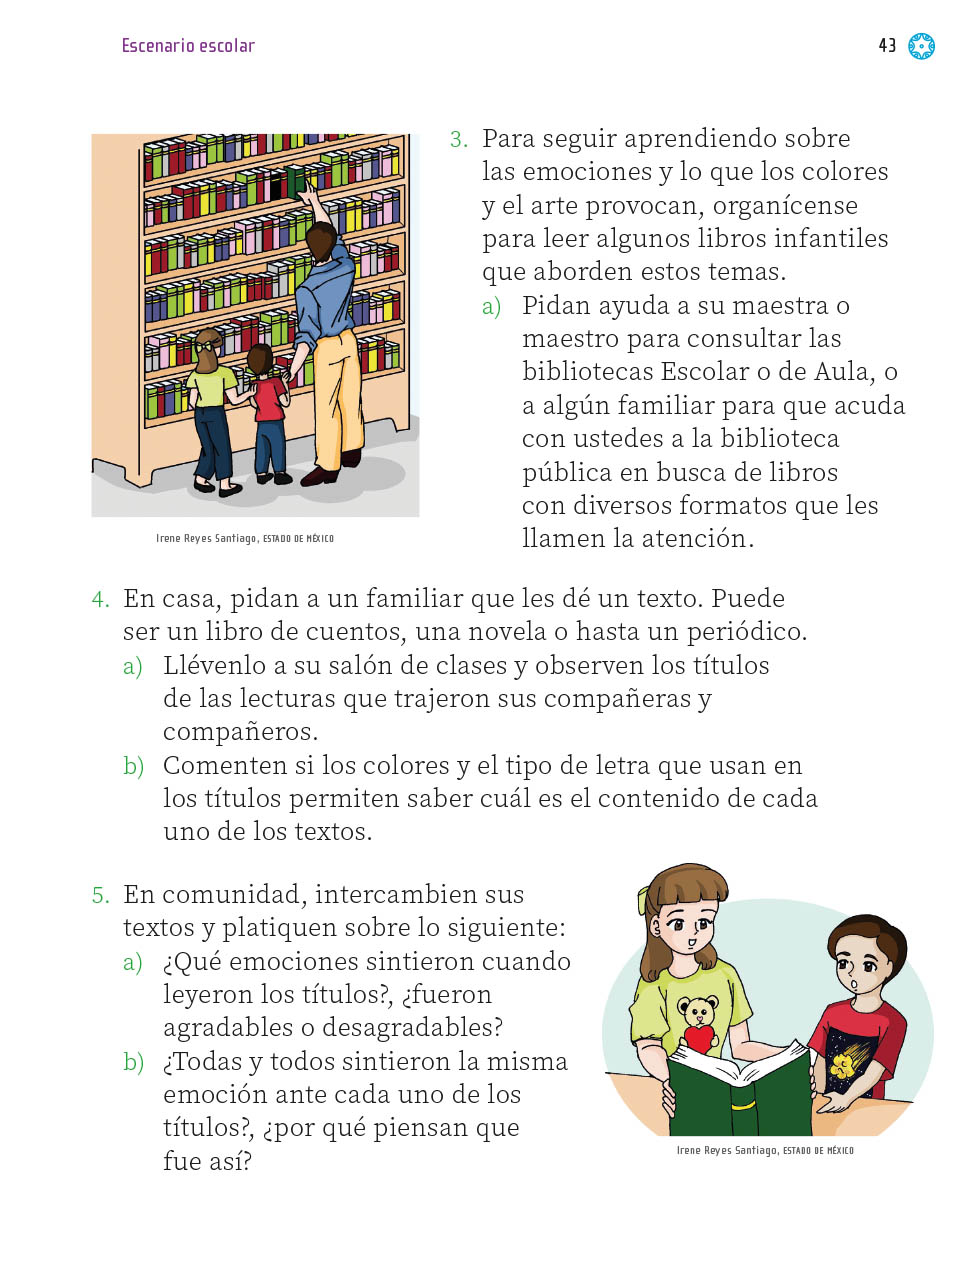 Escenario escolar
43
3. Para seguir aprendiendo sobre
las emociones y lo que los colores
y el arte provocan, organícense
para leer algunos libros infantiles
que aborden estos temas.
a) Pidan ayuda a su maestra o
maestro para consultar las
bibliotecas Escolar o de Aula, o
a algún familiar para que acuda
con ustedes a la biblioteca
pública en busca de libros
con diversos formatos que les
llamen la atención.
Irene Reyes Santiago, ESTADO DE MÉXICO
4. En casa, pidan a un familiar que les dé un texto. Puede
ser un libro de cuentos, una novela o hasta un periódico.
a) Llévenlo a su salón de clases y observen los títulos
de las lecturas que trajeron sus compañeras y
compañeros.
b) Comenten si los colores y el tipo de letra que usan en
los títulos permiten saber cuál es el contenido de cada
uno de los textos.
5. En comunidad, intercambien sus
textos y platiquen sobre lo siguiente:
a) ¿Qué emociones sintieron cuando
leyeron los títulos?, ¿fueron
agradables o desagradables?
b) ¿Todas y todos sintieron la misma
emoción ante cada uno de los
títulos?, ¿por qué piensan que
fue así?
Irene Reyes Santiago, ESTADO DE MÉXICO